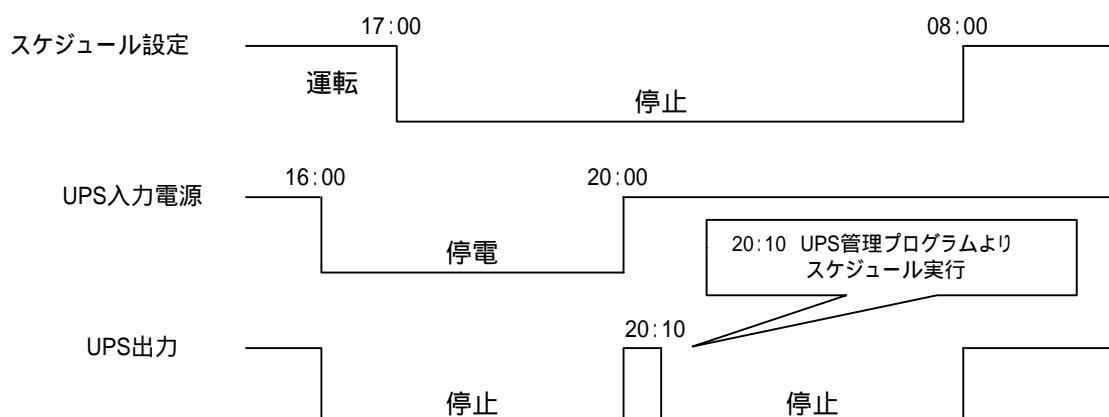 17:00
08:00
スケジュール設定
運転
停止
16:00
20:00
UPS入力電源
停電
20:10 UPS管理プログラムより
スケジュール実行
20:10
UPS出力
停止
停止